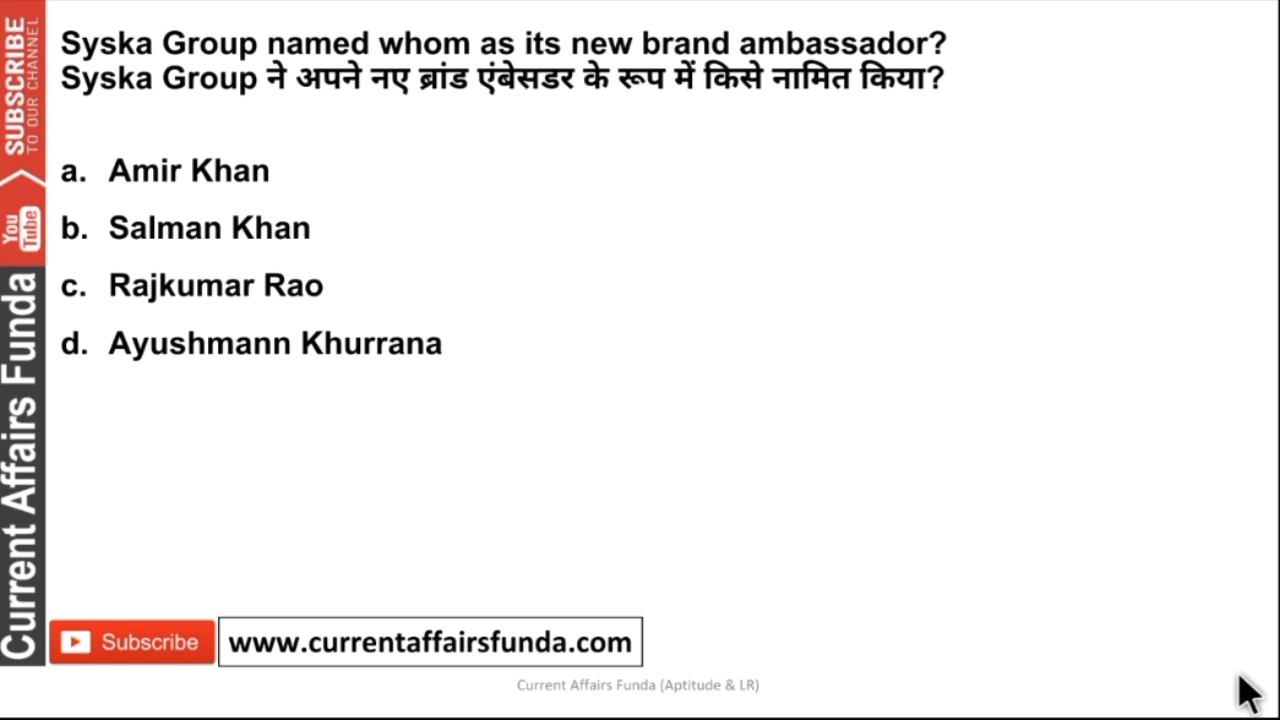 Syska Group named whom as its new brand ambassador?
Syska Group ने अपने नए ब्रांड एंबेसडर के रूप में किसे नामित किया?
a. Amir Khan
b. Salman Khan
c. Rajkumar Rao
d. Ayushmann Khurrana
SUBSCRIBE
TO OUR CHANNEL
You
Tube
Current Affairs Funda
Subscribe
www.currentaffairsfunda.com
Current Affairs Funda (Aptitude & LR)